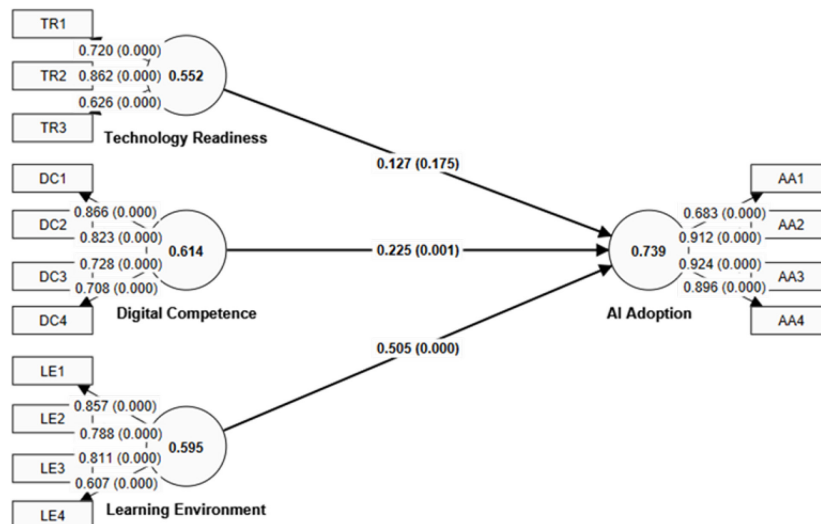 TR1
0.720 (0.000)
TR2
0.862 (0.000)
0.552
0.626 (0.000)
TR3
Technology Readiness
0.127 (0.175)
DC1
0.866 (0.000)
DC2
0.823 (0.000)
0.614
0.728 (0.000)
DC3
0.708 (0.000)
DC4
Digital Competence
0.225 (0.001)
LE1
0.857 (0.000)
LE2
0.788 (0.000)
0.595
0.811 (0.000)
LE3
0.607 (0.000)
LE4
Learning Environment
0.505 (0.000)
AA1
0.683 (0.000)
AA2
0.912 (0.000)
0.739
0.924 (0.000)
AA3
0.896 (0.000)
AA4
AI Adoption